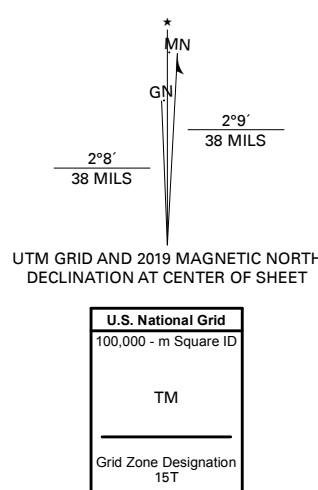 ★
MN
GN
2°9´
38 MILS
2°8´
38 MILS
UTM GRID AND 2019 MAGNETIC NORTH
DECLINATION AT CENTER OF SHEET
U.S. National Grid
100,000 - m Square ID
TM
Grid Zone Designation
15T